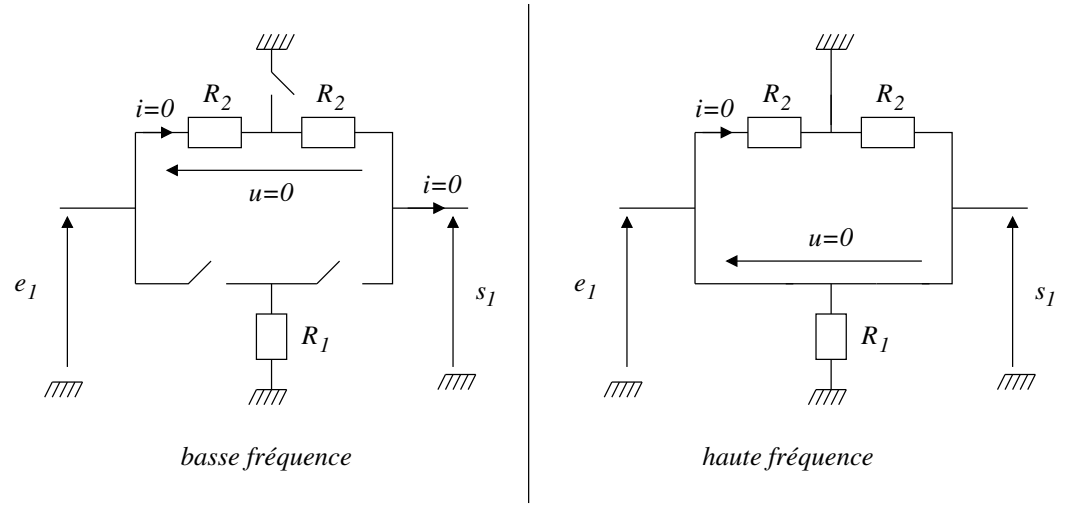 R2 R2
i=0
u=0
i=0
e1
s1
R1
basse fréquence
R2 R2
i=0
u=0
e1
s1
R1
haute fréquence